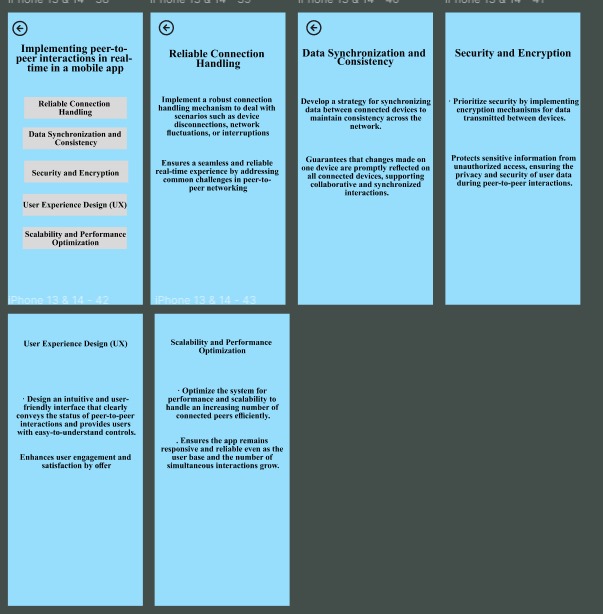 iPhone 13 & 14 - 38
iPhone 13 & 14 - 39
iPhone 13 & 14 - 40
iPhone 13 & 14 - 41
Implementing peer-to-
peer interactions in real-
time in a mobile app
Reliable Connection
Handling
Data Synchronization and
Consistency
Security and Encryption
User Experience Design (UX)
Scalability and Performance
Optimization
Reliable Connection
Handling
Implement a robust connection
handling mechanism to deal with
scenarios such as device
disconnections, network
fluctuations, or interruptions
Ensures a seamless and reliable
real-time experience by addressing
common challenges in peer-to-
peer networking
Data Synchronization and
Consistency
Develop a strategy for synchronizing
data between connected devices to
maintain consistency across the
network.
Guarantees that changes made on
one device are promptly reflected on
all connected devices, supporting
collaborative and synchronized
interactions.
Security and Encryption
· Prioritize security by implementing
encryption mechanisms for data
transmitted between devices.
Protects sensitive information from
unauthorized access, ensuring the
privacy and security of user data
during peer-to-peer interactions.
iPhone 13 & 14 - 42
iPhone 13 & 14 - 43
User Experience Design (UX)
· Design an intuitive and user-
friendly interface that clearly
conveys the status of peer-to-peer
interactions and provides users
with easy-to-understand controls.
Enhances user engagement and
satisfaction by offer
Scalability and Performance
Optimization
· Optimize the system for
performance and scalability to
handle an increasing number of
connected peers efficiently.
. Ensures the app remains
responsive and reliable even as the
user base and the number of
simultaneous interactions grow.